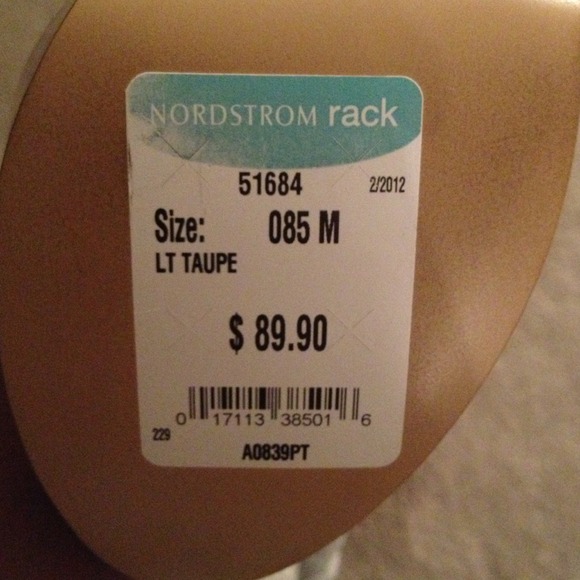 NORDSTROM rack
51684 2/2012
Size: 085 M
LT TAUPE
$ 89.90
0 17113 38501 6
229
A0839PT